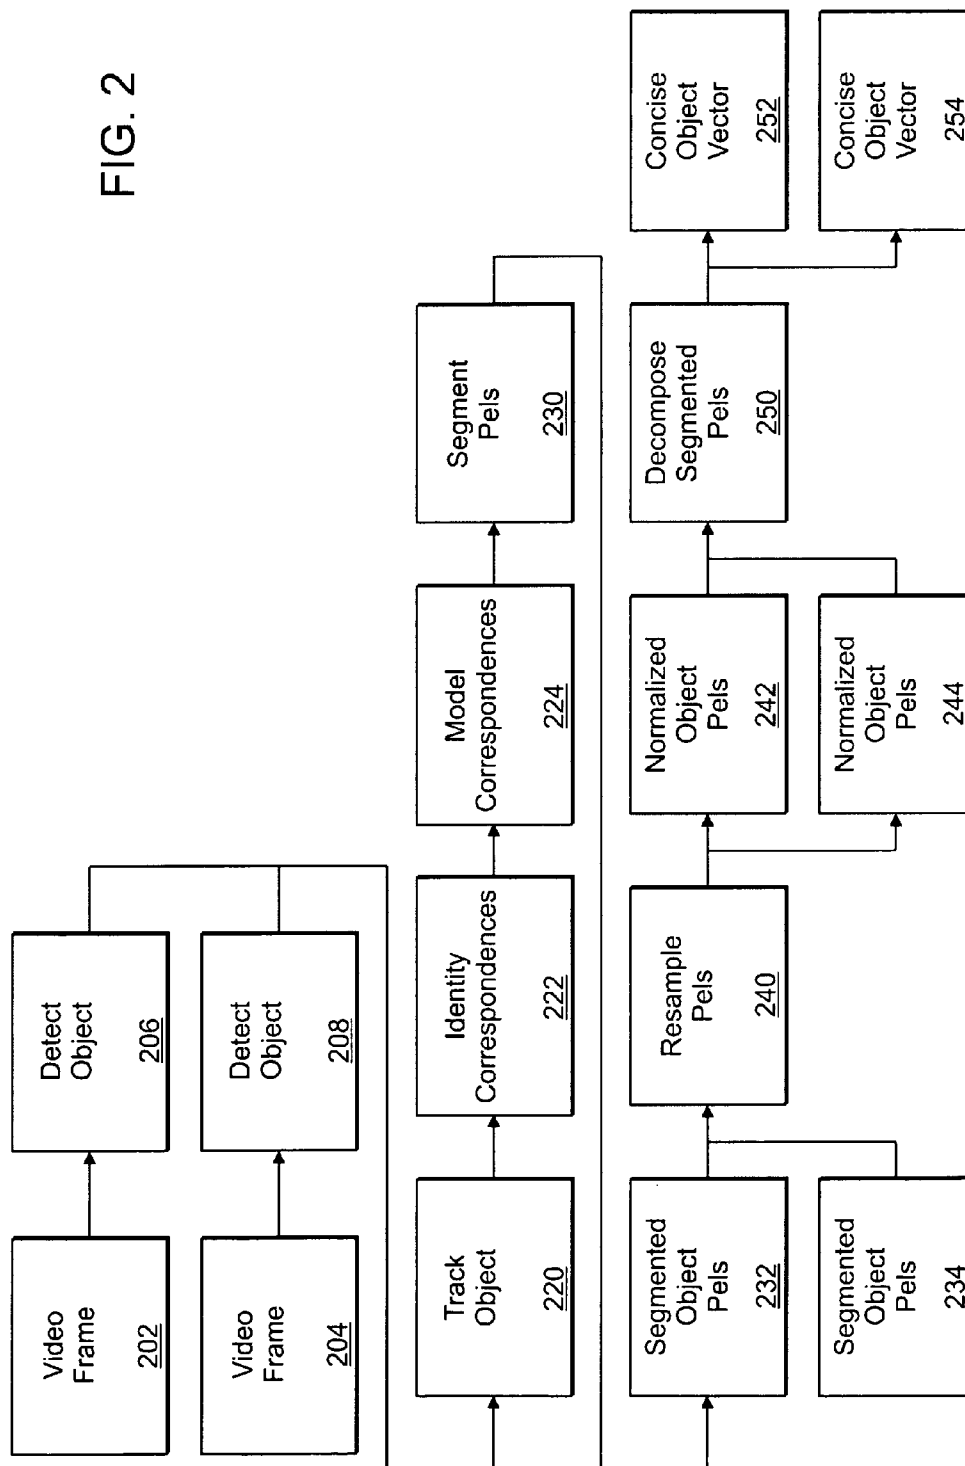 FIG. 2
Video
Frame
202
Detect
Object
206
Video
Frame
204
Detect
Object
208
Track
Object
220
Identity
Correspondences
222
Model
Correspondences
224
Segment
Pels
230
Segmented
Object
Pels
232
Segmented
Object
Pels
234
Resample
Pels
240
Normalized
Object
Pels
242
Normalized
Object
Pels
244
Decompose
Segmented
Pels
250
Concise
Object
Vector
252
Concise
Object
Vector
254